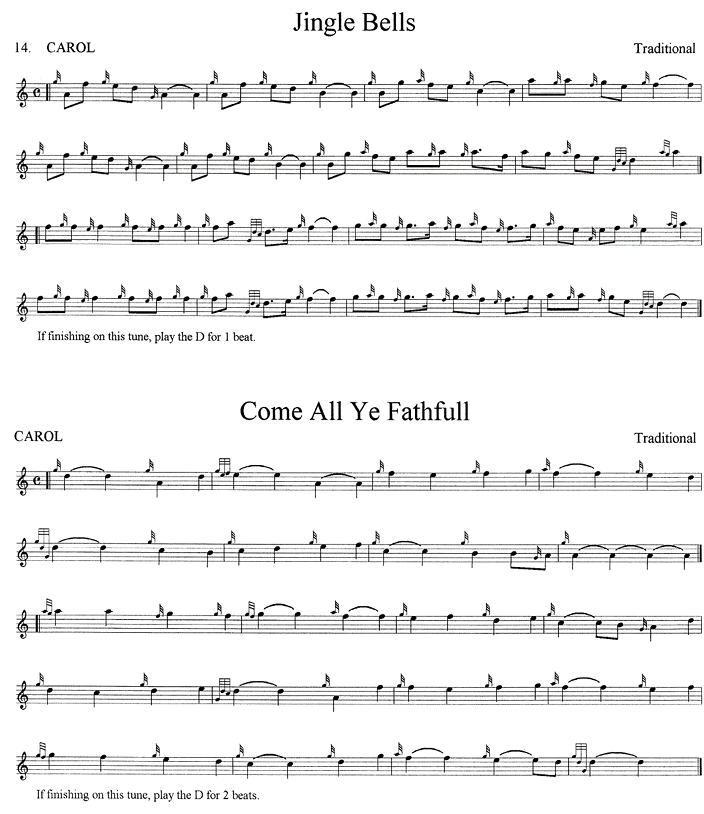 Jingle Bells
14. CAROL Traditional
If finishing on this tune, play the D for 1 beat.
Come All Ye Fathfull
CAROL Traditional
If finishing on this tune, play the D for 2 beats.